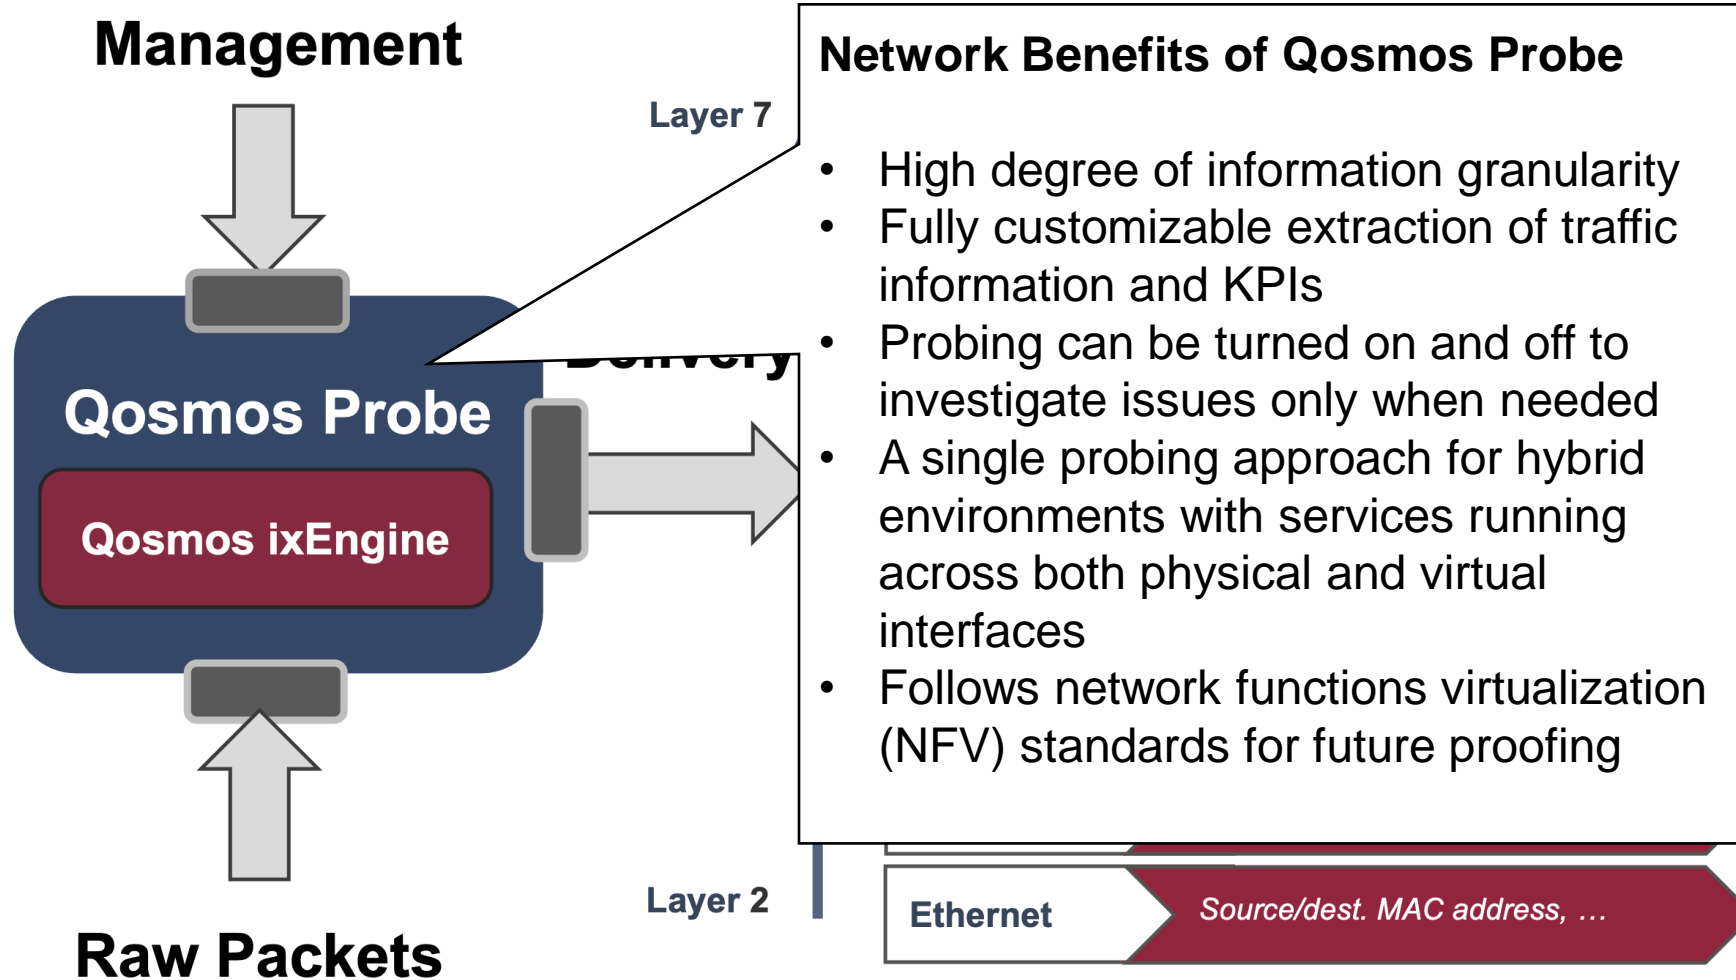 Management
Layer 7
Delivery
Qosmos Probe
Qosmos ixEngine
Raw Packets
Network Benefits of Qosmos Probe
• High degree of information granularity
• Fully customizable extraction of traffic
information and KPIs
• Probing can be turned on and off to
investigate issues only when needed
• A single probing approach for hybrid
environments with services running
across both physical and virtual
interfaces
• Follows network functions virtualization
(NFV) standards for future proofing
Layer 2
Ethernet
Source/dest. MAC address, …